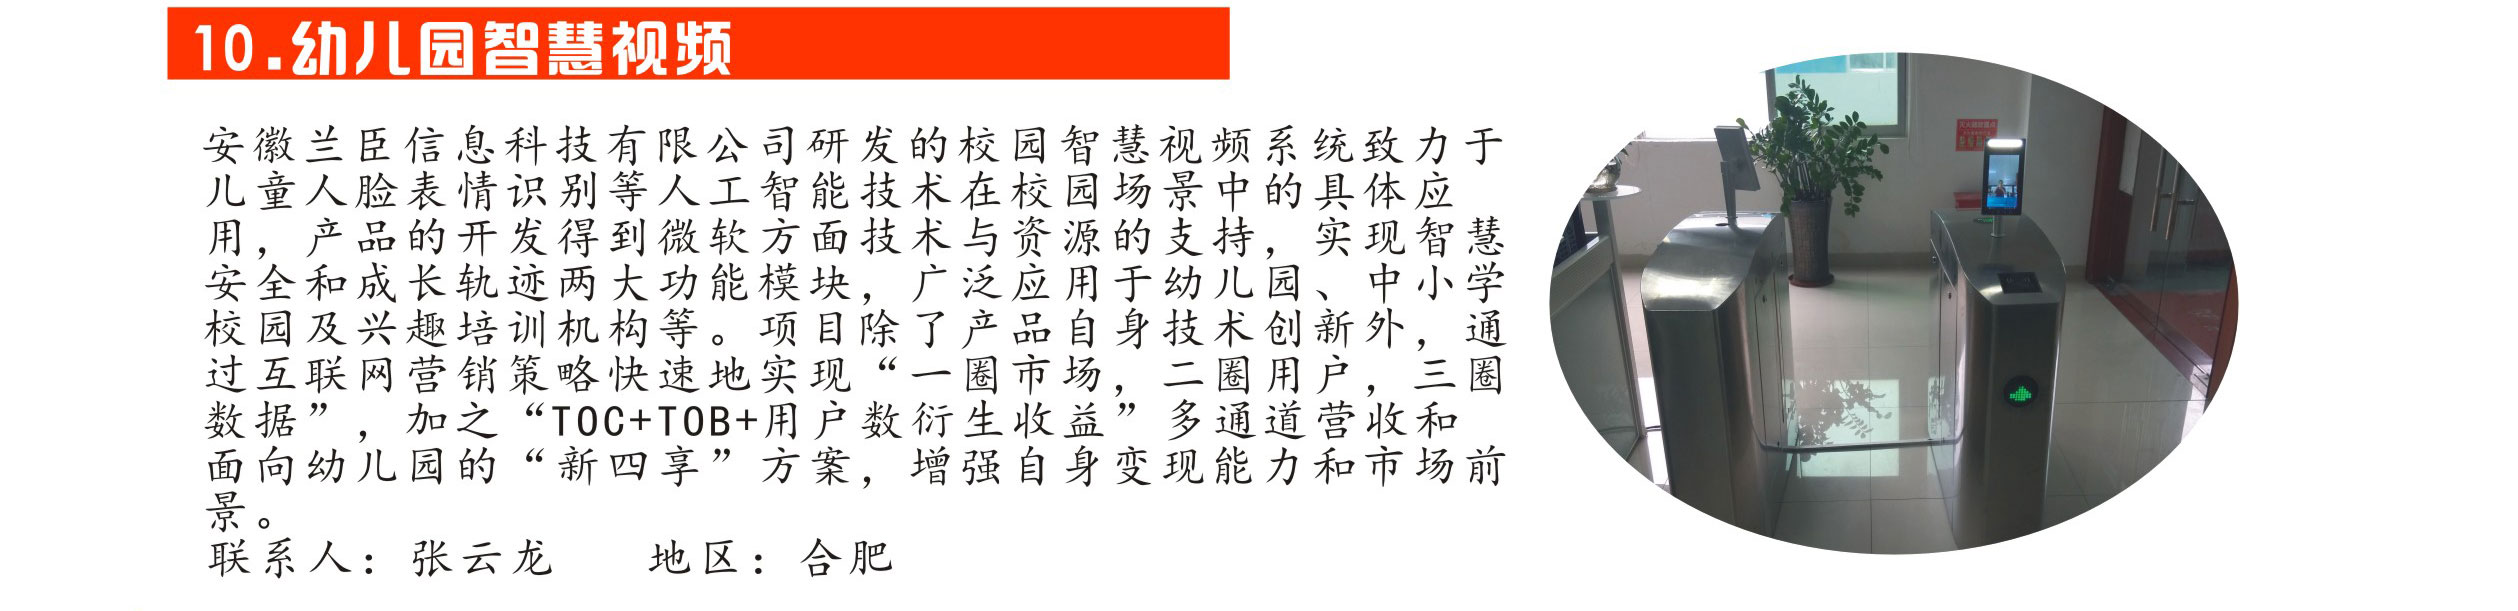 10.幼儿园智慧视频
安徽兰臣信息科技有限公司研发的校园智慧视频系统致力于
儿童人脸表情识别等人工智能技术在校园场景中的具体应
用，产品的开发得到微软方面技术与资源的支持，实现智慧
安全和成长轨迹两大功能模块，广泛应用于幼儿园、中小学
校园及兴趣培训机构等。项目除了产品自身技术创新外，通
过互联网营销策略快速地实现“一圈市场，二圈用户，三圈
数据”，加之“TOC+TOB+用户数衍生收益”多通道营收和
面向幼儿园的“新四享”方案，增强自身变现能力和市场前
景。
联系人：张云龙 地区：合肥